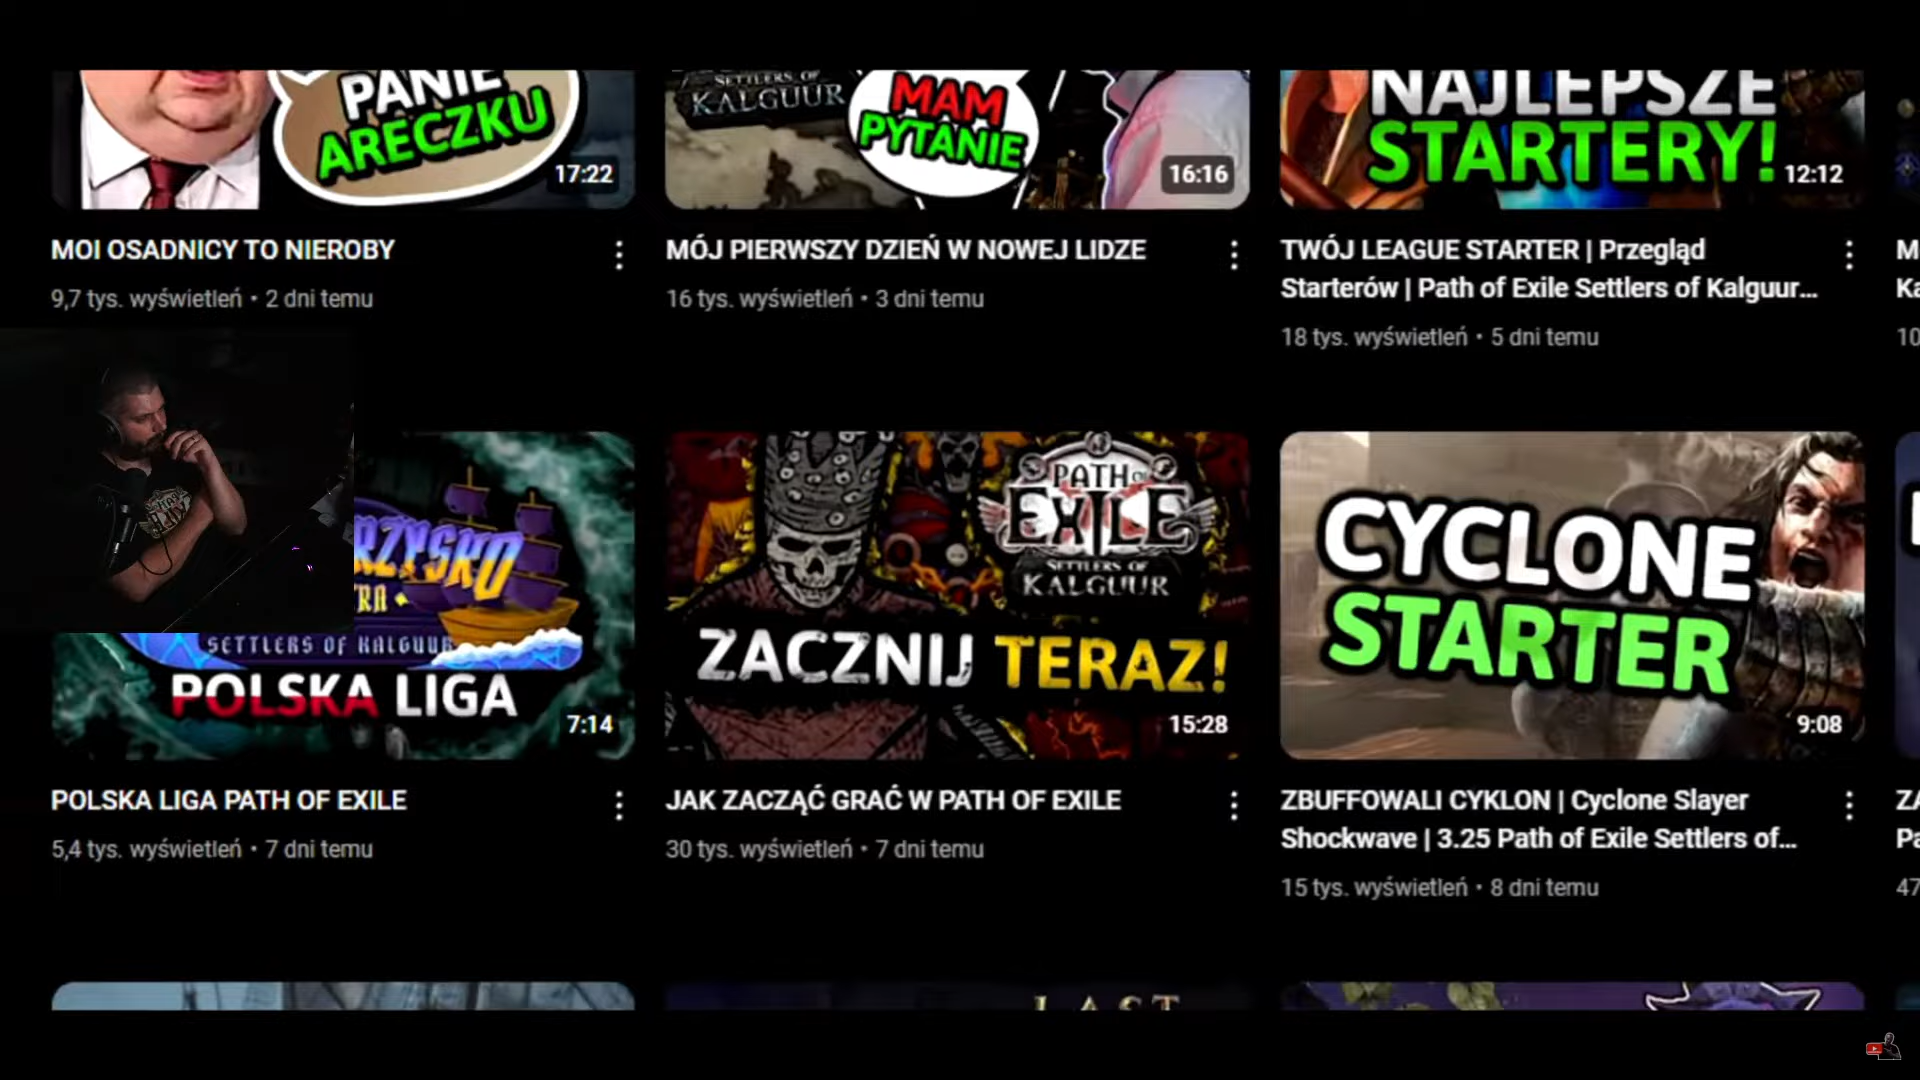 PANIE
ARECZKU
17:22
SETTLERS OF
KALGUUR
MAM
PYTANIE
16:16
NAJLEPSZE
STARTERY!
12:12
MOI OSADNICY TO NIEROBY
9,7 tys. wyświetleń • 2 dni temu
MÓJ PIERWSZY DZIEŃ W NOWEJ LIDZE
16 tys. wyświetleń • 3 dni temu
TWÓJ LEAGUE STARTER | Przegląd
Starterów | Path of Exile Settlers of Kalguur...
18 tys. wyświetleń • 5 dni temu
SETTLERS OF KALGUUR
POLSKA LIGA
7:14
PATH OF
EXILE
SETTLERS OF
KALGUUR
ZACZNIJ TERAZ!
15:28
CYCLONE
STARTER
9:08
POLSKA LIGA PATH OF EXILE
5,4 tys. wyświetleń • 7 dni temu
JAK ZACZĄĆ GRAĆ W PATH OF EXILE
30 tys. wyświetleń • 7 dni temu
ZBUFFOWALI CYKLON | Cyclone Slayer
Shockwave | 3.25 Path of Exile Settlers of...
15 tys. wyświetleń • 8 dni temu
LAST